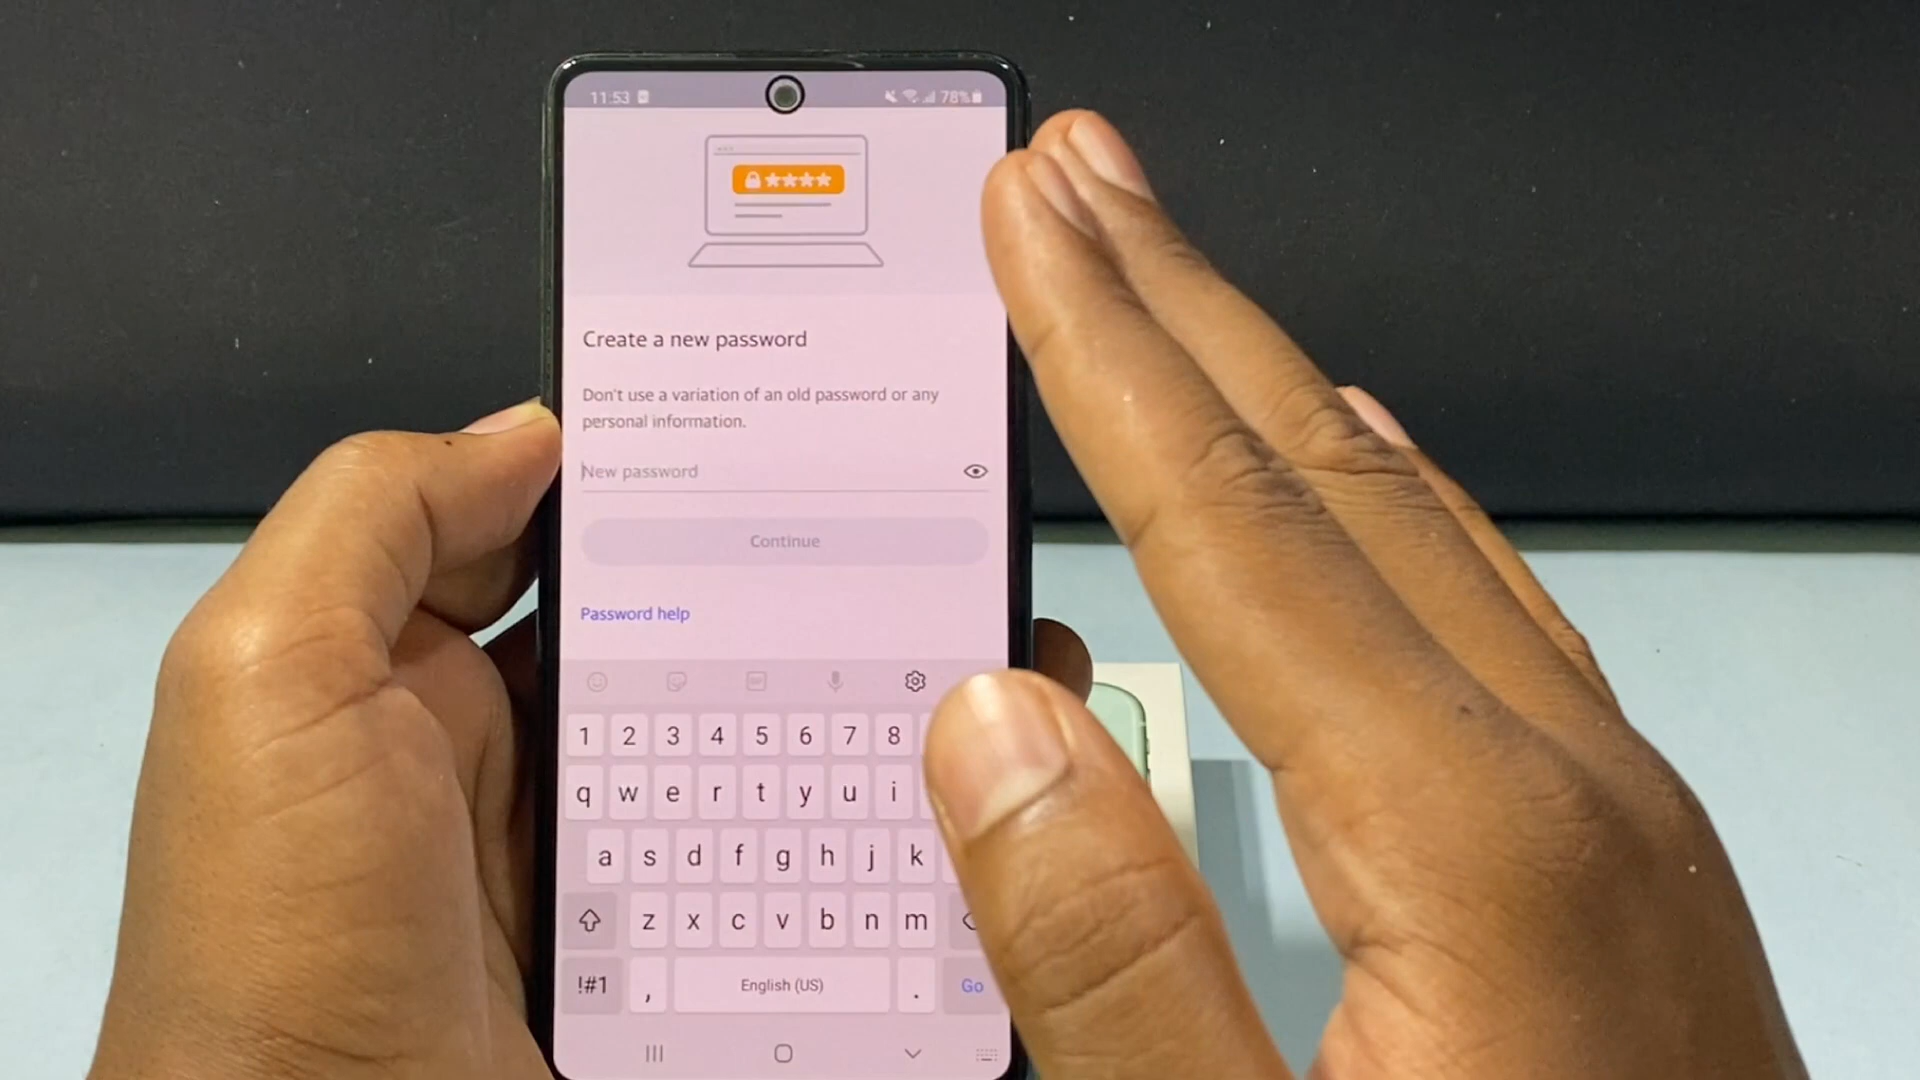 11:53 78%
Create a new password
Don't use a variation of an old password or any
personal information.
New password
Continue
Password help
1 2 3 4 5 6 7 8
q w e r t y u i
a s d f g h j k
z x c v b n m
!#1 , English (US) . Go